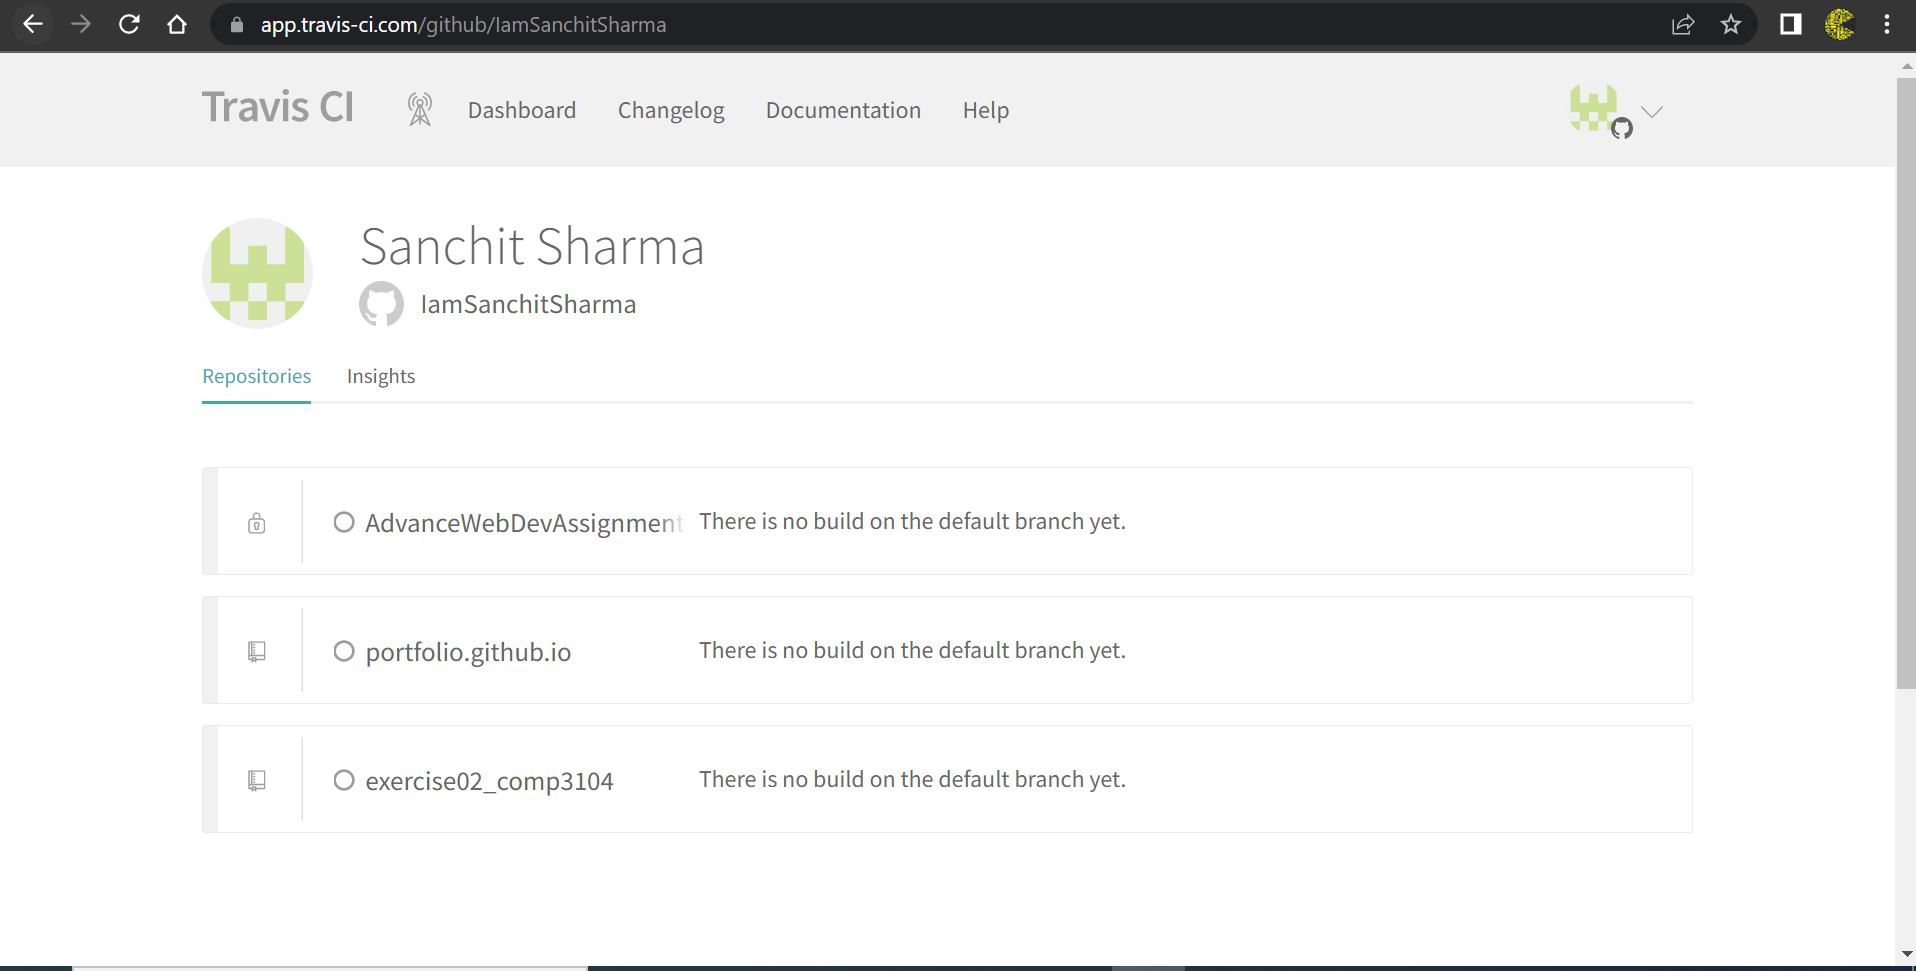 app.travis-ci.com/github/IamSanchitSharma
Travis CI Dashboard Changelog Documentation Help
Sanchit Sharma
IamSanchitSharma
Repositories Insights
AdvanceWebDevAssignment There is no build on the default branch yet.
portfolio.github.io There is no build on the default branch yet.
exercise02_comp3104 There is no build on the default branch yet.